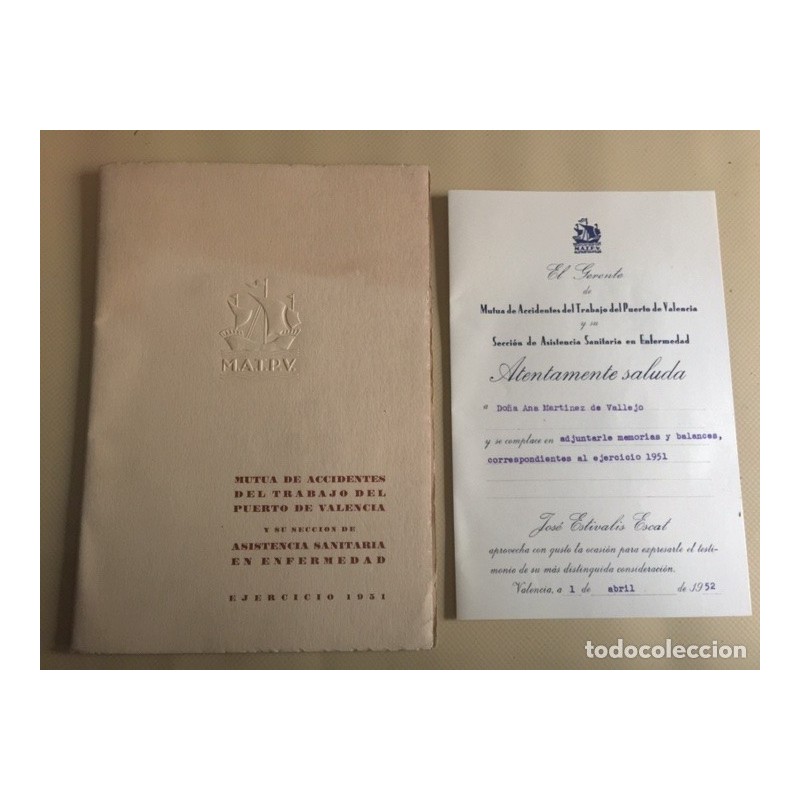 M.A.T.P.V.
MUTUA DE ACCIDENTES
DEL TRABAJO DEL
PUERTO DE VALENCIA
Y SU SECCION DE
ASISTENCIA SANITARIA
EN ENFERMEDAD
EJERCICIO 1951
M.A.T.P.V.
El Gerente
de
Mutua de Accidentes del Trabajo del Puerto de Valencia
y su
Sección de Asistencia Sanitaria en Enfermedad
Atentamente saluda
a Doña Ana Martinez de Vallejo
y se complace en adjuntarle memorias y balances,
correspondientes al ejercicio 1951
José Estivalis Escat
aprovecha con gusto la ocasión para expresarle el testi-
monio de su más distinguida consideración.
Valencia, a 1 de abril de 1952
todocoleccion